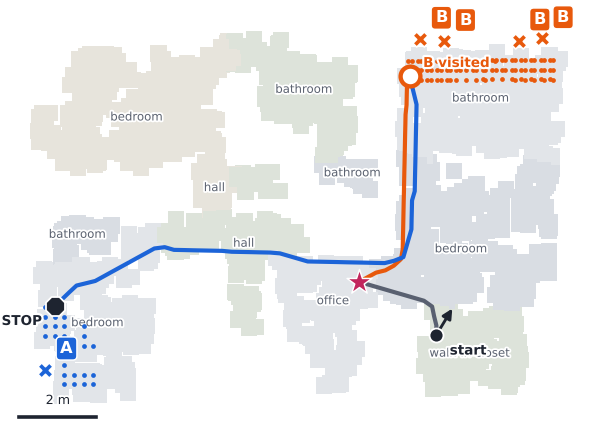 B B B B
B visited
bathroom
bathroom
bedroom
bathroom
hall
bathroom
hall
bedroom
office
STOP
bedroom
A
start
2 m